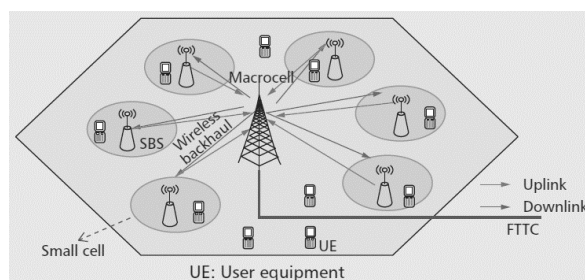 Macrocell
SBS
Wireless
backhaul
Uplink
Downlink
FTTC
Small cell
UE
UE: User equipment